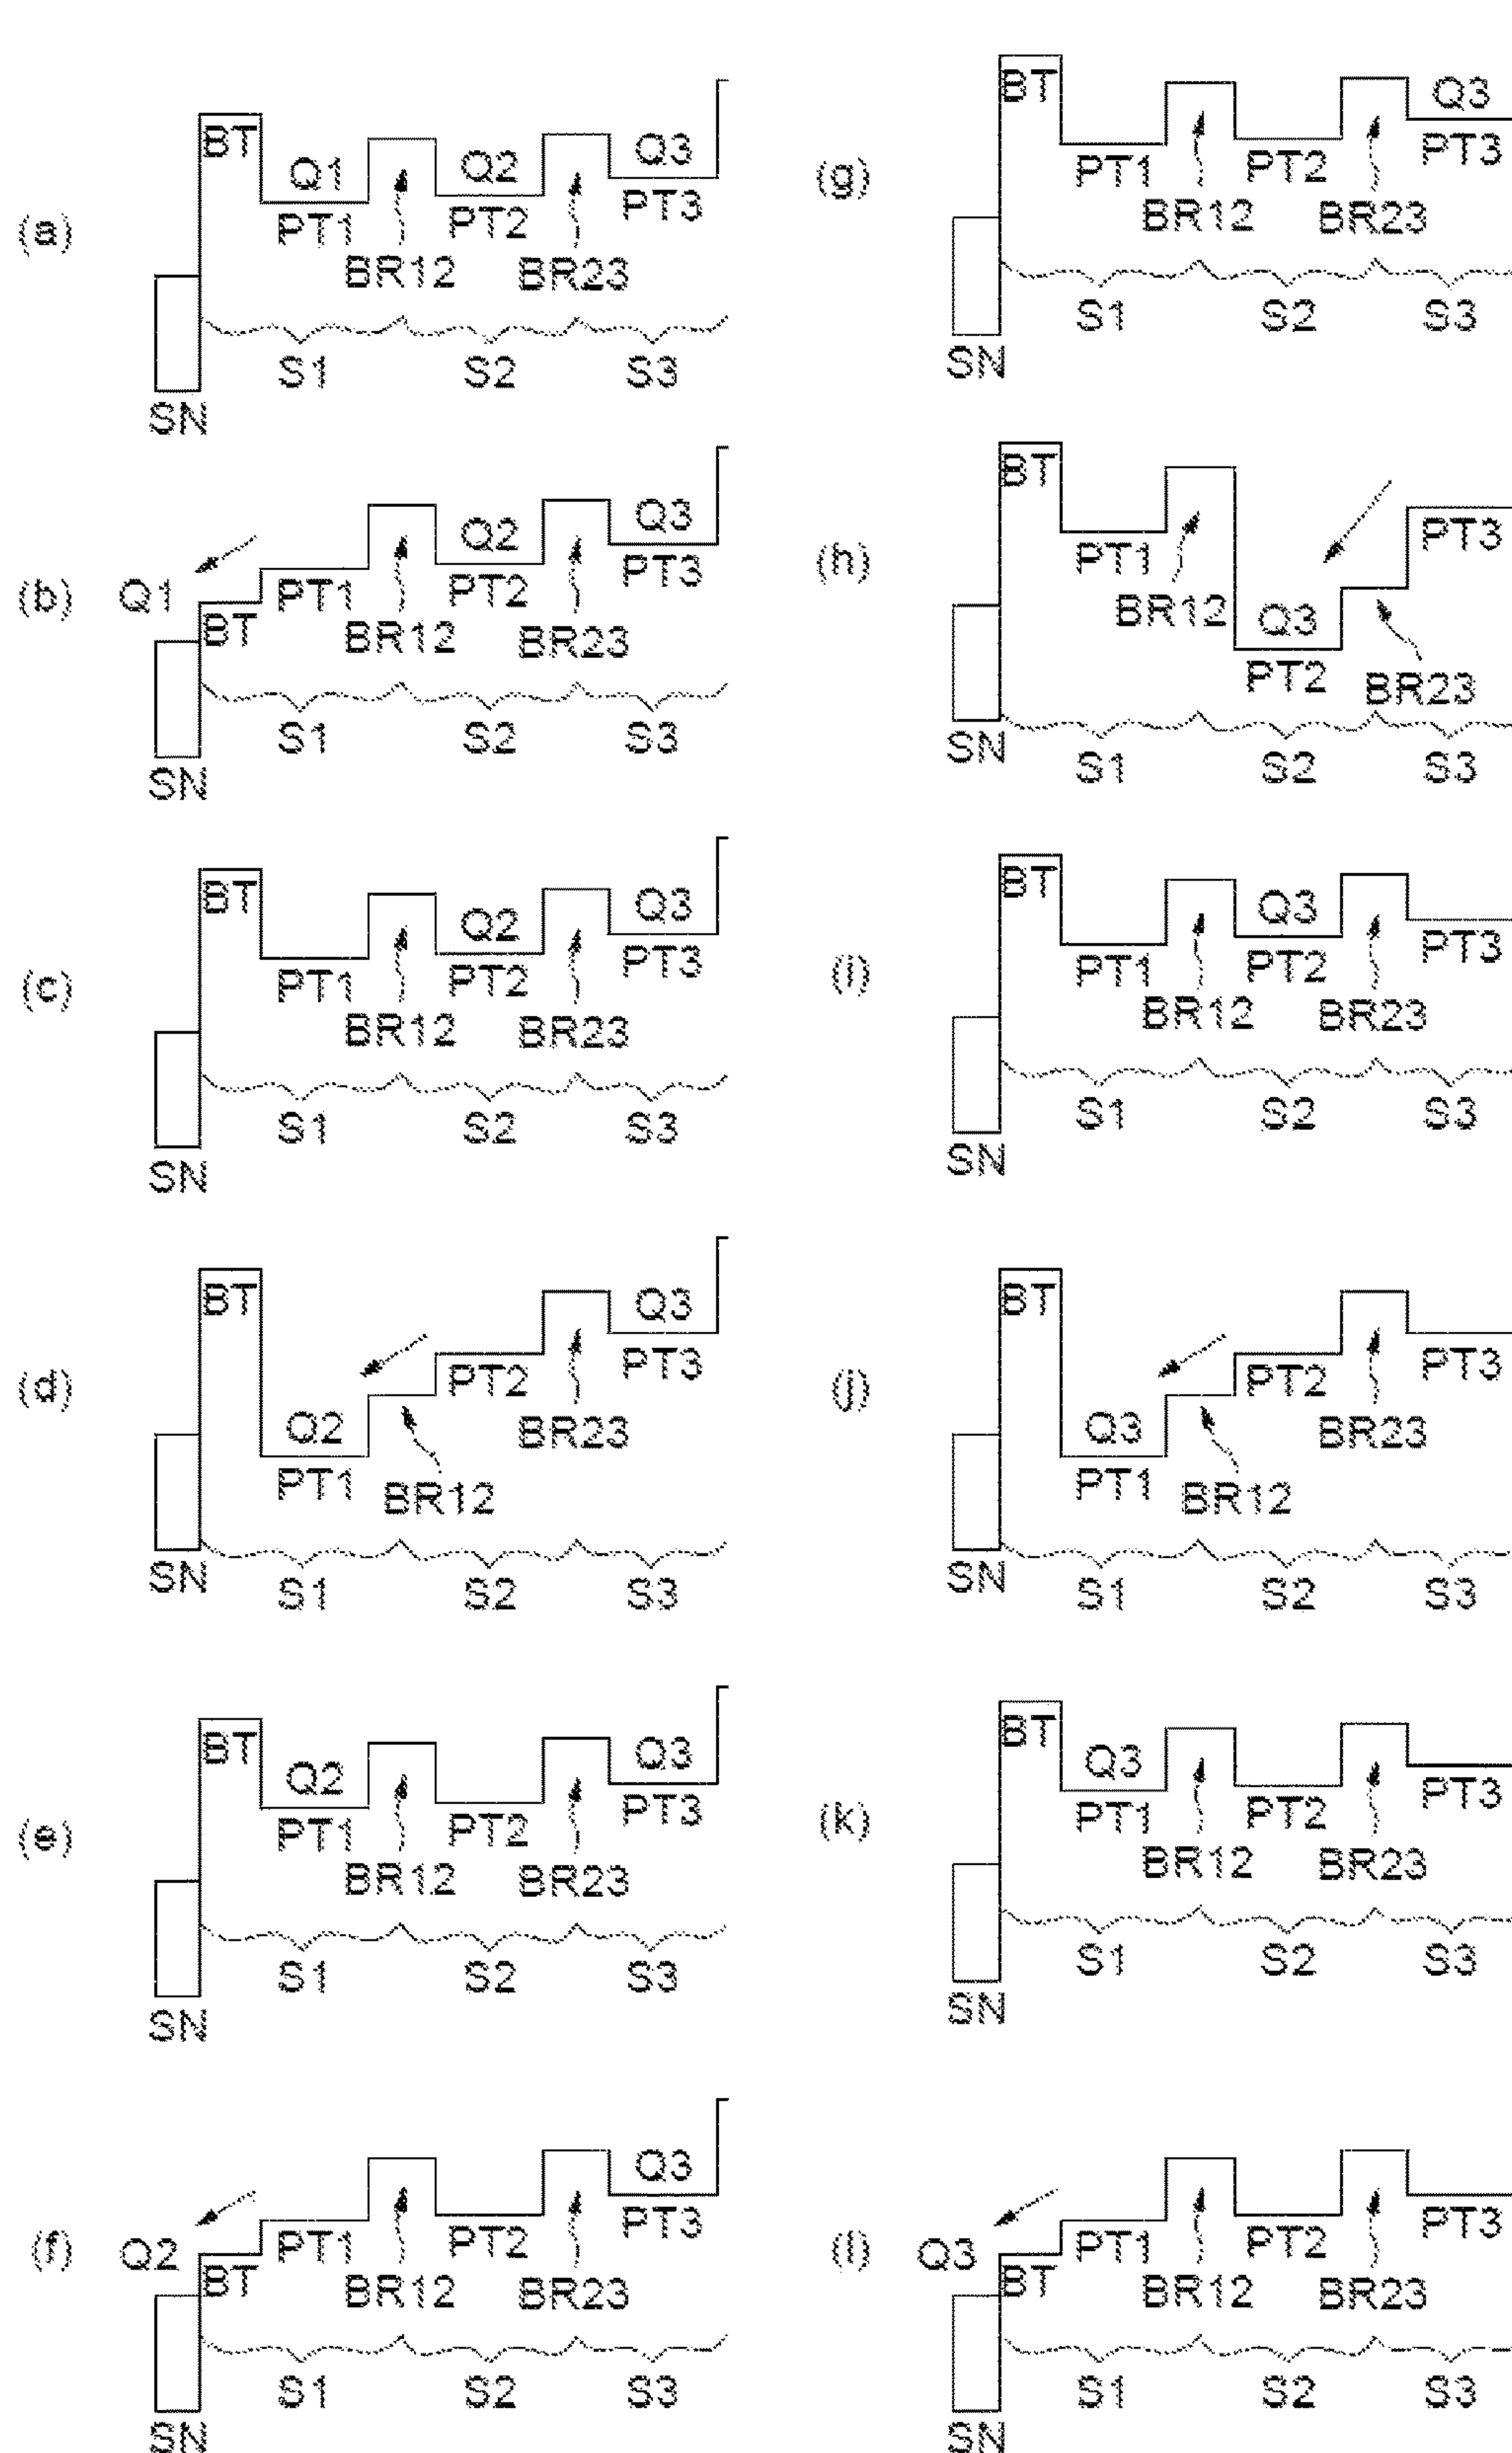 (a)
BT Q1 Q2 Q3
PT1 PT2 PT3
BR12 BR23
S1 S2 S3
SN
(b)
Q1 Q2 Q3
BT PT1 PT2 PT3
BR12 BR23
S1 S2 S3
SN
(c)
BT Q2 Q3
PT1 PT2 PT3
BR12 BR23
S1 S2 S3
SN
(d)
BT Q3
Q2 PT2 PT3
PT1 BR12 BR23
S1 S2 S3
SN
(e)
BT Q2 Q3
PT1 PT2 PT3
BR12 BR23
S1 S2 S3
SN
(f)
Q3
Q2 BT PT1 PT2 PT3
BR12 BR23
S1 S2 S3
SN
(g)
BT Q3
PT1 PT2 PT3
BR12 BR23
S1 S2 S3
SN
(h)
BT PT3
PT1
BR12 Q3
PT2 BR23
S1 S2 S3
SN
(i)
BT Q3
PT1 PT2 PT3
BR12 BR23
S1 S2 S3
SN
(j)
BT
Q3 PT2 PT3
PT1 BR12 BR23
S1 S2 S3
SN
(k)
BT Q3
PT1 PT2 PT3
BR12 BR23
S1 S2 S3
SN
(l)
Q3 BT PT1 PT2 PT3
BR12 BR23
S1 S2 S3
SN